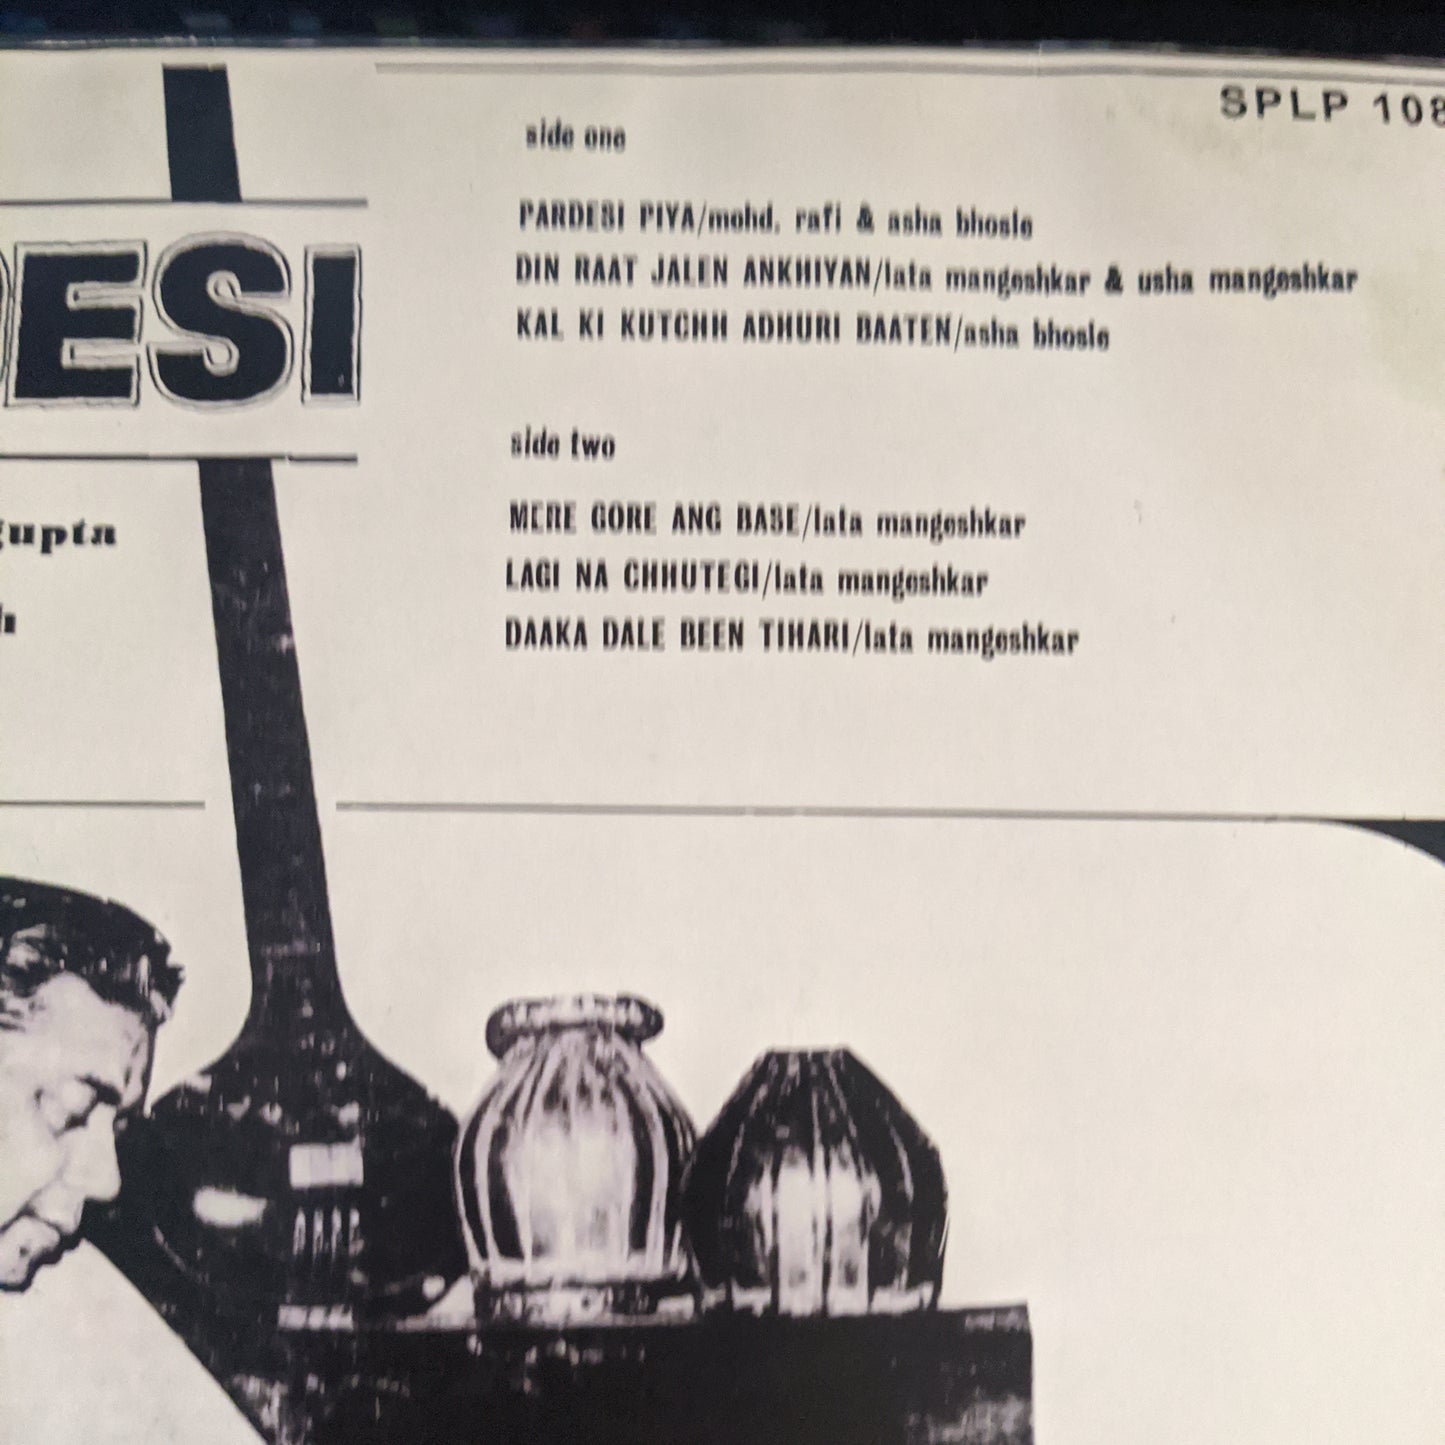 SPLP 108
side one
PARDESI PIYA/mohd. rafi & asha bhosle
DIN RAAT JALEN ANKHIYAN/lata mangeshkar & usha mangeshkar
KAL KI KUTCHH ADHURI BAATEN/asha bhosle
ESI
side two
gupta
MERE GORE ANG BASE/lata mangeshkar
LAGI NA CHHUTEGI/lata mangeshkar
DAAKA DALE BEEN TIHARI/lata mangeshkar